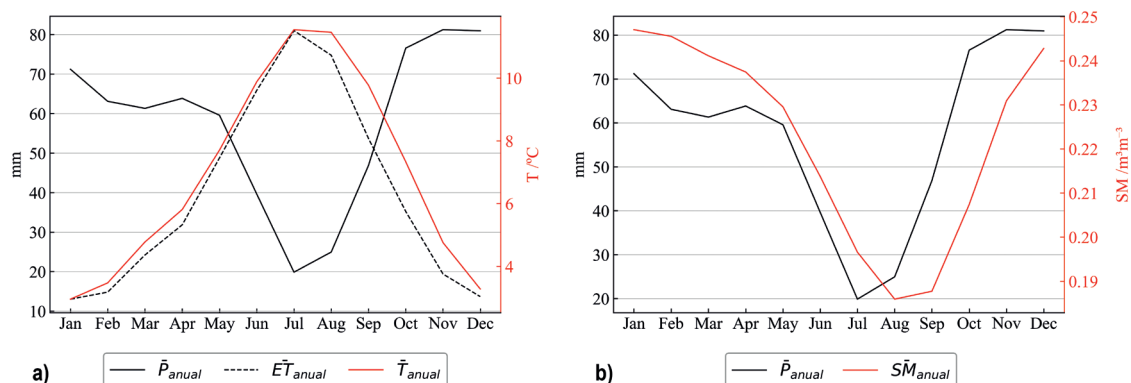 80
70
60
50
40
30
20
10
mm
10
8
6
4
T /ºC
Jan Feb Mar Apr May Jun Jul Aug Sep Oct Nov Dec
a)
P̄anual
ĒT̄anual
T̄anual
80
70
60
50
40
30
20
mm
0.25
0.24
0.23
0.22
0.21
0.20
0.19
SM /m³m⁻³
Jan Feb Mar Apr May Jun Jul Aug Sep Oct Nov Dec
b)
P̄anual
SM̄anual